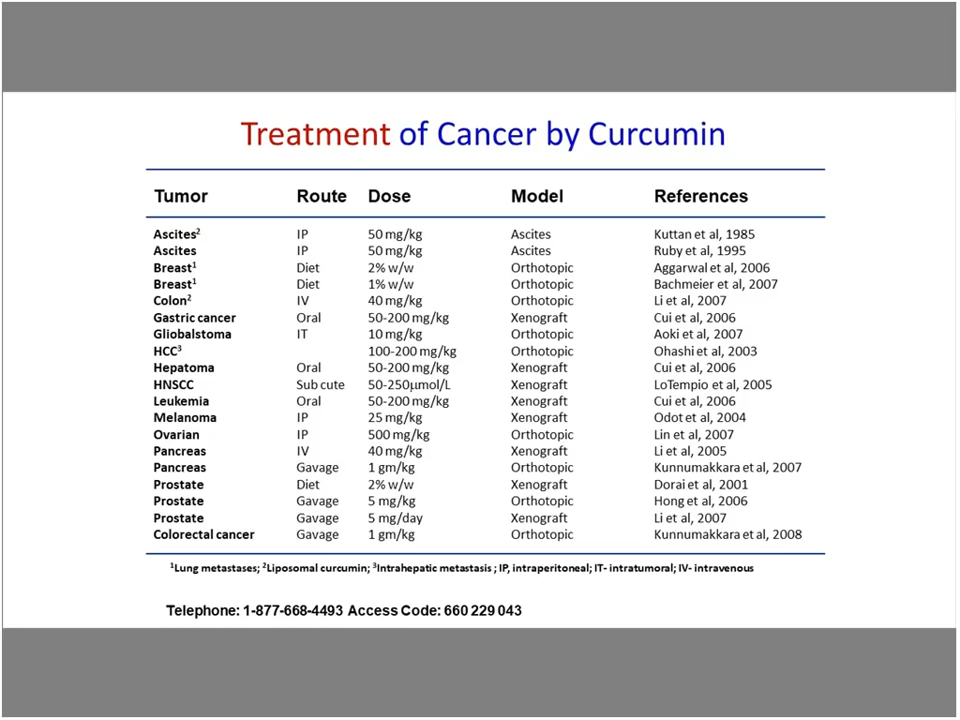 Treatment of Cancer by Curcumin
Tumor Route Dose Model References
Ascites² IP 50 mg/kg Ascites Kuttan et al, 1985
Ascites IP 50 mg/kg Ascites Ruby et al, 1995
Breast¹ Diet 2% w/w Orthotopic Aggarwal et al, 2006
Breast¹ Diet 1% w/w Orthotopic Bachmeier et al, 2007
Colon² IV 40 mg/kg Orthotopic Li et al, 2007
Gastric cancer Oral 50-200 mg/kg Xenograft Cui et al, 2006
Gliobalstoma IT 10 mg/kg Orthotopic Aoki et al, 2007
HCC³ 100-200 mg/kg Orthotopic Ohashi et al, 2003
Hepatoma Oral 50-200 mg/kg Xenograft Cui et al, 2006
HNSCC Sub cute 50-250µmol/L Xenograft LoTempio et al, 2005
Leukemia Oral 50-200 mg/kg Xenograft Cui et al, 2006
Melanoma IP 25 mg/kg Xenograft Odot et al, 2004
Ovarian IP 500 mg/kg Orthotopic Lin et al, 2007
Pancreas IV 40 mg/kg Xenograft Li et al, 2005
Pancreas Gavage 1 gm/kg Orthotopic Kunnumakkara et al, 2007
Prostate Diet 2% w/w Xenograft Dorai et al, 2001
Prostate Gavage 5 mg/kg Orthotopic Hong et al, 2006
Prostate Gavage 5 mg/day Xenograft Li et al, 2007
Colorectal cancer Gavage 1 gm/kg Orthotopic Kunnumakkara et al, 2008
¹Lung metastases; ²Liposomal curcumin; ³Intrahepatic metastasis ; IP, intraperitoneal; IT- intratumoral; IV- intravenous
Telephone: 1-877-668-4493 Access Code: 660 229 043